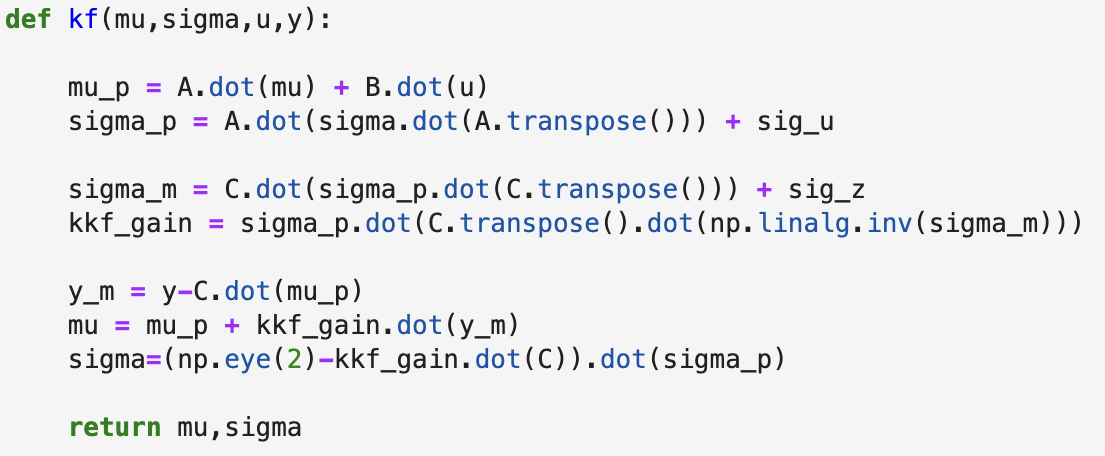 def kf(mu,sigma,u,y):
    mu_p = A.dot(mu) + B.dot(u)
    sigma_p = A.dot(sigma.dot(A.transpose())) + sig_u
    sigma_m = C.dot(sigma_p.dot(C.transpose())) + sig_z
    kkf_gain = sigma_p.dot(C.transpose().dot(np.linalg.inv(sigma_m)))
    y_m = y-C.dot(mu_p)
    mu = mu_p + kkf_gain.dot(y_m)
    sigma=(np.eye(2)-kkf_gain.dot(C)).dot(sigma_p)
    return mu,sigma